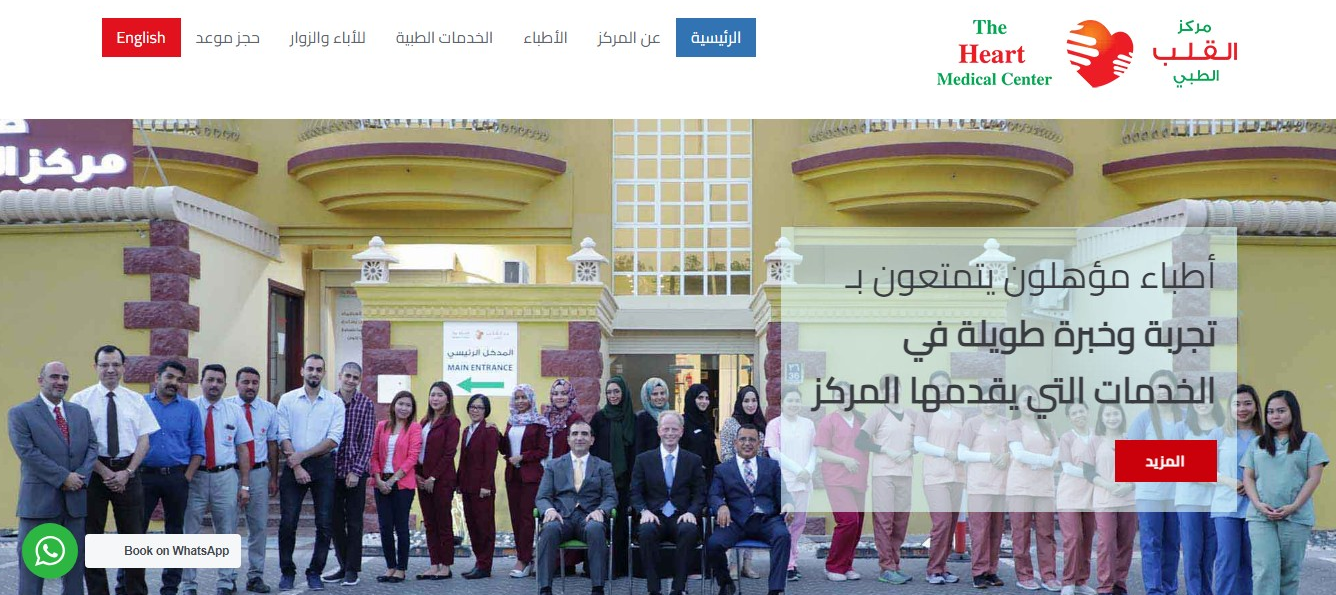 English
حجز موعد
للأباء والزوار
الخدمات الطبية
الأطباء
عن المركز
الرئيسية
The
Heart
Medical Center
مركز
القلب
الطبي
مركز
أطباء مؤهلون يتمتعون بـ
تجربة وخبرة طويلة في
الخدمات التي يقدمها المركز
المزيد
المدخل الرئيسي
MAIN ENTRANCE
36
Book on WhatsApp